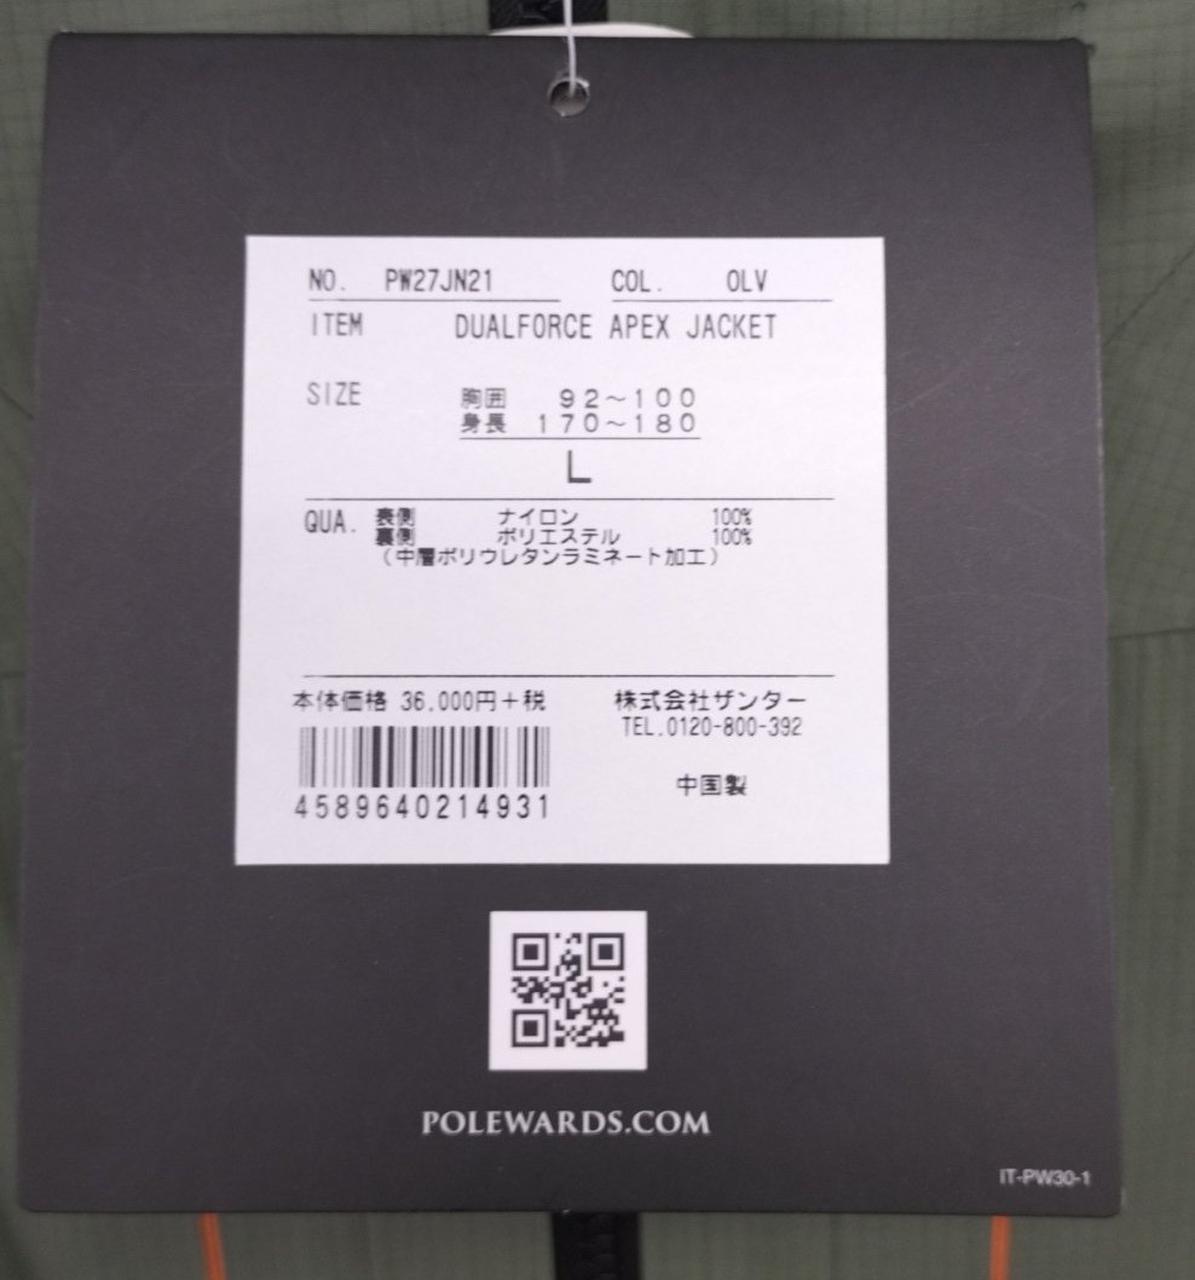 NO. PW27JN21 COL. OLV
ITEM DUALFORCE APEX JACKET
SIZE 胸囲 92～100
身長 170～180
L
QUA. 表側 ナイロン 100%
裏側 ポリエステル 100%
（中層ポリウレタンラミネート加工）
本体価格 36,000円＋税 株式会社ザンター
TEL.0120-800-392
中国製
4589640214931
POLEWARDS.COM
IT-PW30-1